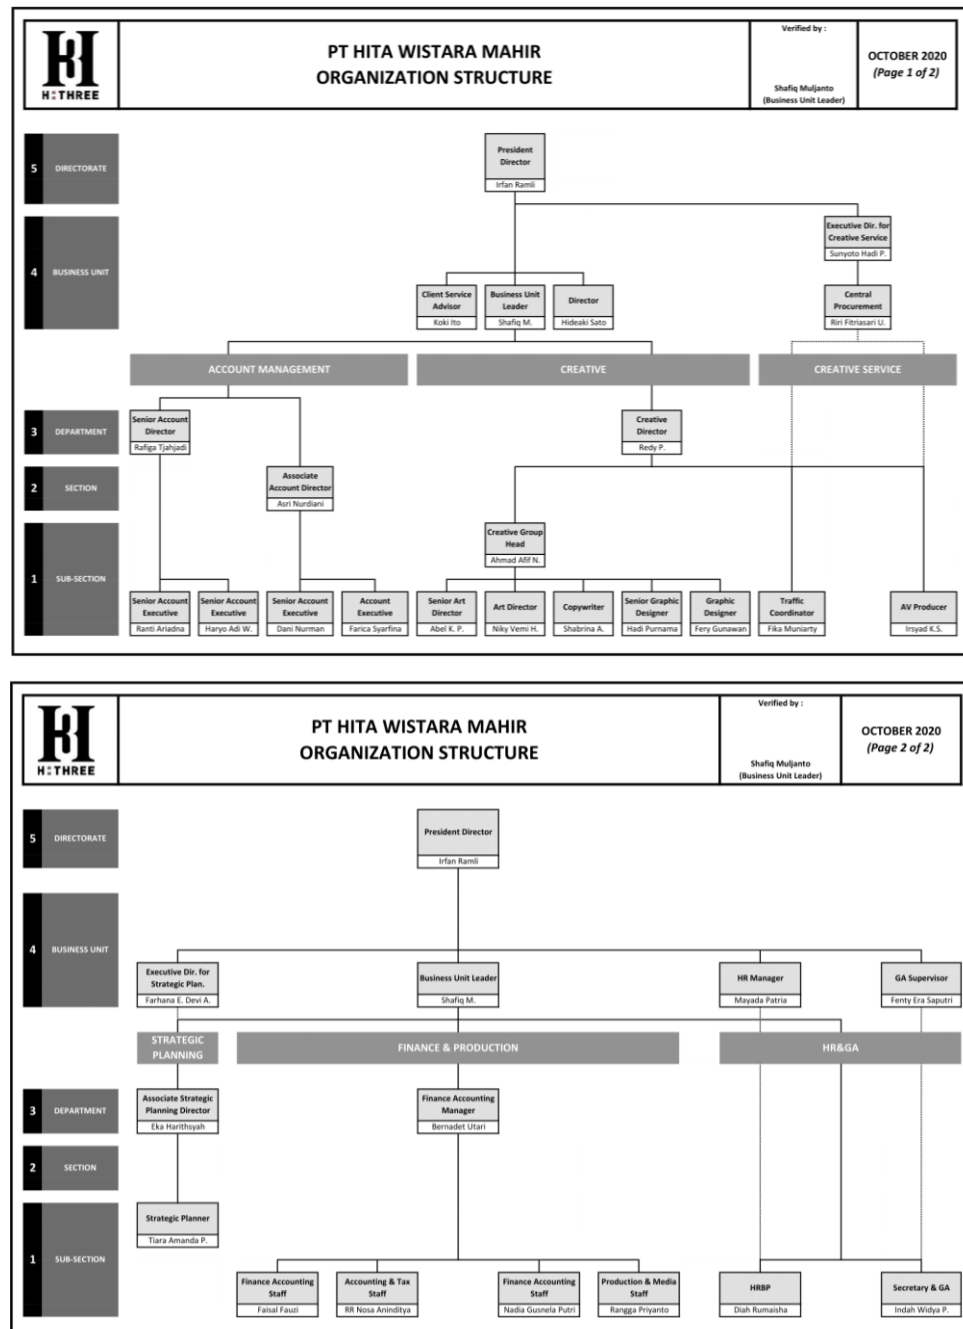 H:THREE
PT HITA WISTARA MAHIR
ORGANIZATION STRUCTURE
Verified by :
Shafiq Muljanto
(Business Unit Leader)
OCTOBER 2020
(Page 1 of 2)
5 DIRECTORATE
President
Director
Irfan Ramli
4 BUSINESS UNIT
Executive Dir. for
Creative Service
Sunyoto Hadi P.
Client Service
Advisor
Koki Ito
Business Unit
Leader
Shafiq M.
Director
Hideaki Sato
Central
Procurement
Riri Fitriasari U.
ACCOUNT MANAGEMENT
CREATIVE
CREATIVE SERVICE
3 DEPARTMENT
Senior Account
Director
Rafiga Tjahjadi
Creative
Director
Redy P.
2 SECTION
Associate
Account Director
Asri Nurdiani
1 SUB-SECTION
Creative Group
Head
Ahmad Afif N.
Senior Account
Executive
Ranti Ariadna
Senior Account
Executive
Haryo Adi W.
Senior Account
Executive
Dani Nurman
Account
Executive
Farica Syarfina
Senior Art
Director
Abel K. P.
Art Director
Niky Vemi H.
Copywriter
Shabrina A.
Senior Graphic
Designer
Hadi Purnama
Graphic
Designer
Fery Gunawan
Traffic
Coordinator
Fika Muniarty
AV Producer
Irsyad K.S.
H:THREE
PT HITA WISTARA MAHIR
ORGANIZATION STRUCTURE
Verified by :
Shafiq Muljanto
(Business Unit Leader)
OCTOBER 2020
(Page 2 of 2)
5 DIRECTORATE
President Director
Irfan Ramli
4 BUSINESS UNIT
Executive Dir. for
Strategic Plan.
Farhana E. Devi A.
Business Unit Leader
Shafiq M.
HR Manager
Mayada Patria
GA Supervisor
Fenty Era Saputri
STRATEGIC
PLANNING
FINANCE & PRODUCTION
HR&GA
3 DEPARTMENT
Associate Strategic
Planning Director
Eka Harithsyah
Finance Accounting
Manager
Bernadet Utari
2 SECTION
1 SUB-SECTION
Strategic Planner
Tiara Amanda P.
Finance Accounting
Staff
Faisal Fauzi
Accounting & Tax
Staff
RR Nosa Aninditya
Finance Accounting
Staff
Nadia Gusnela Putri
Production & Media
Staff
Rangga Priyanto
HRBP
Diah Rumaisha
Secretary & GA
Indah Widya P.